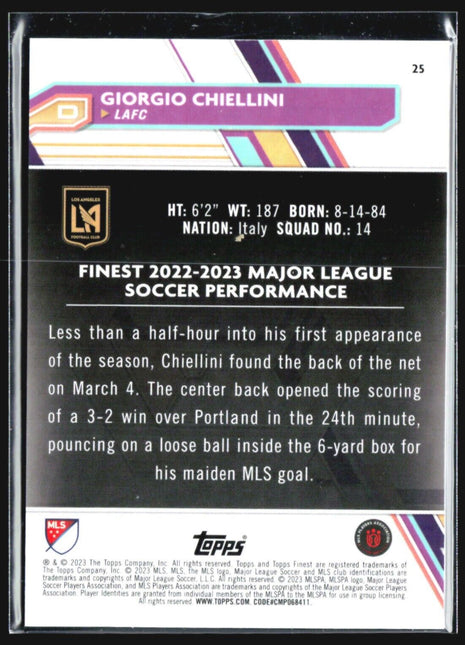 25
D
GIORGIO CHIELLINI
LAFC
LOS ANGELES
LA
FOOTBALL CLUB
HT: 6'2" WT: 187 BORN: 8-14-84
NATION: Italy SQUAD NO.: 14
FINEST 2022-2023 MAJOR LEAGUE
SOCCER PERFORMANCE
Less than a half-hour into his first appearance
of the season, Chiellini found the back of the net
on March 4. The center back opened the scoring
of a 3-2 win over Portland in the 24th minute,
pouncing on a loose ball inside the 6-yard box for
his maiden MLS goal.
MLS
TOPPS
MLS PLAYERS ASSOCIATION
® & © 2023 The Topps Company, Inc. All rights reserved. Topps and Topps Finest are registered trademarks of
The Topps Company, Inc. © 2023 MLS. MLS, the MLS logo, Major League Soccer and MLS club identifications are
trademarks and copyrights of Major League Soccer, L.L.C. All rights reserved. © 2023 MLSPA, MLSPA logo, Major League
Soccer Players Association, and MLSPA trademarks are trademarks and copyrights of the Major League Soccer Players
Association. Player Identities are granted from individual members of the MLSPA to the MLSPA for use in group licensing.
All rights reserved. WWW.TOPPS.COM. CODE#CMP068411.